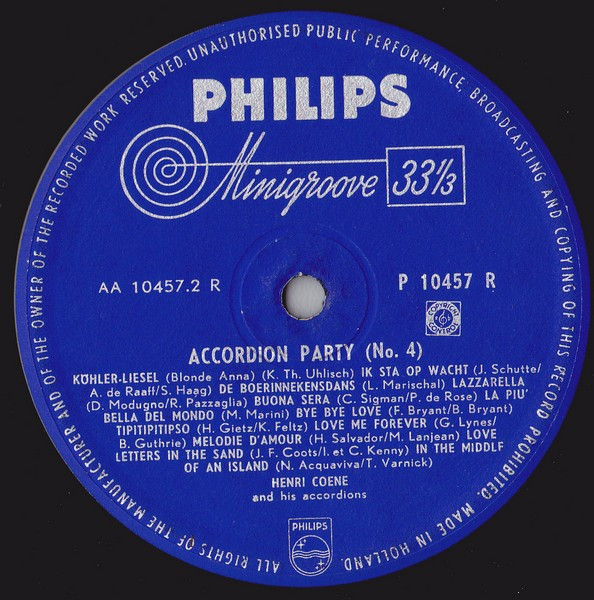 ALL RIGHTS OF THE MANUFACTURER AND OF THE OWNER OF THE RECORDED WORK RESERVED. UNAUTHORISED PUBLIC PERFORMANCE, BROADCASTING AND COPYING OF THIS RECORD PROHIBITED. MADE IN HOLLAND.
PHILIPS
Minigroove 33⅓
AA 10457.2 R P 10457 R
COPYRIGHT
CONTROL
ACCORDION PARTY (No. 4)
KÖHLER-LIESEL (Blonde Anna) (K. Th. Uhlisch) IK STA OP WACHT (J. Schutte/
A. de Raaff/S. Haag) DE BOERINNEKENSDANS (L. Marischal) LAZZARELLA
(D. Modugno/R. Pazzaglia) BUONA SERA (C. Sigman/P. de Rose) LA PIU'
BELLA DEL MONDO (M. Marini) BYE BYE LOVE (F. Bryant/B. Bryant)
TIPITIPITIPSO (H. Gietz/K. Feltz) LOVE ME FOREVER (G. Lynes/
B. Guthrie) MELODIE D'AMOUR (H. Salvador/M. Lanjean) LOVE
LETTERS IN THE SAND (J. F. Coots/I. et C. Kenny) IN THE MIDDLF
OF AN ISLAND (N. Acquaviva/T. Varnick)
HENRI COENE
and his accordions
PHILIPS